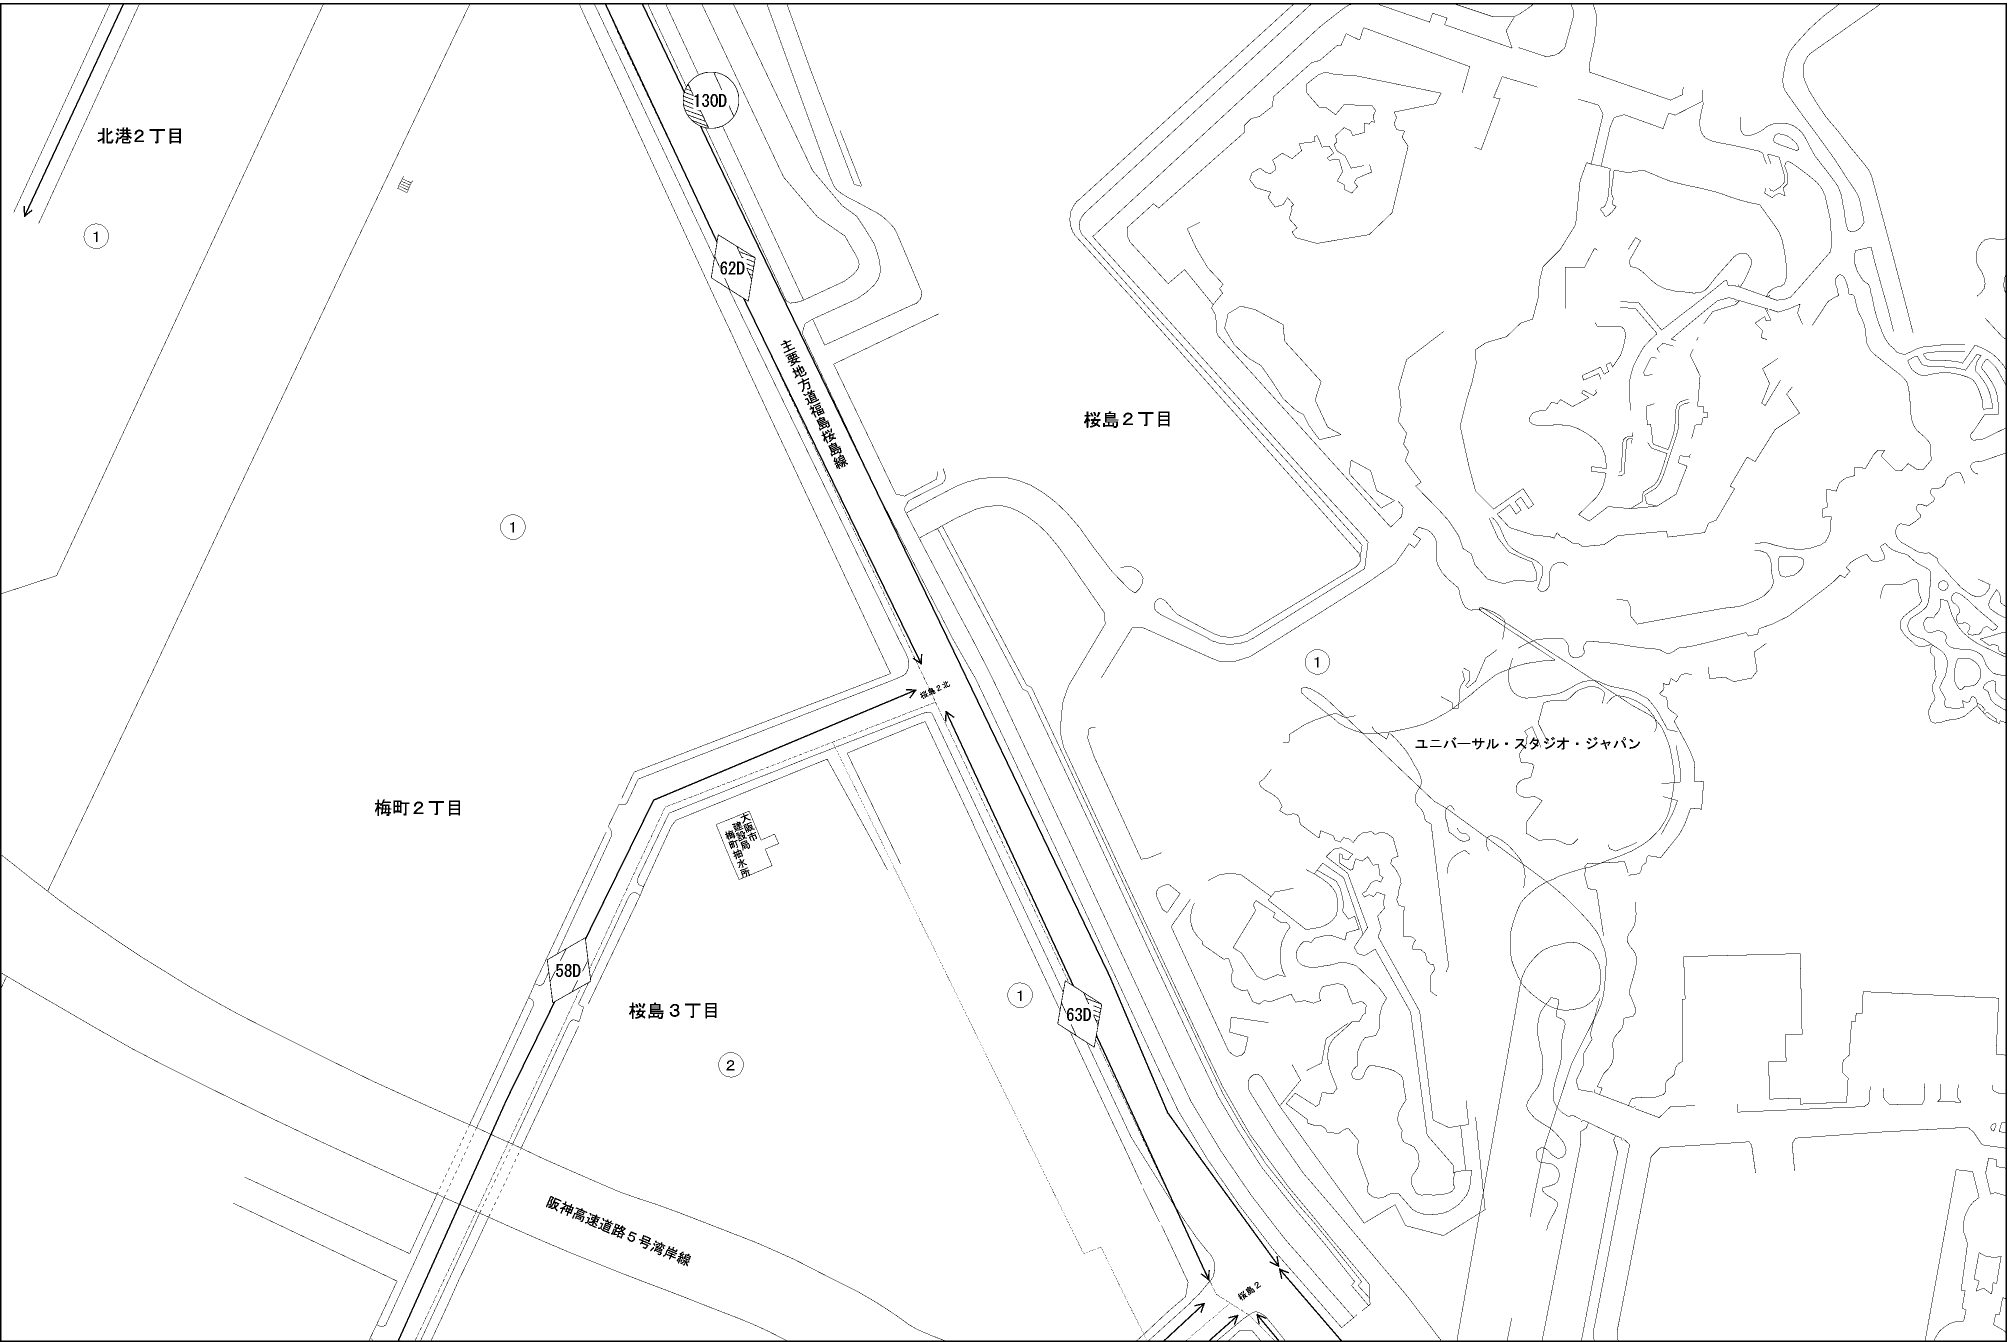 130D
北港２丁目
1
62D
主要地方道福島桜島線
桜島２丁目
1
1
桜島２北
ユニバーサル・スタジオ・ジャパン
梅町２丁目
大阪市
建設局
梅町抽水所
58D
桜島３丁目
1
63D
2
阪神高速道路５号湾岸線
桜島２